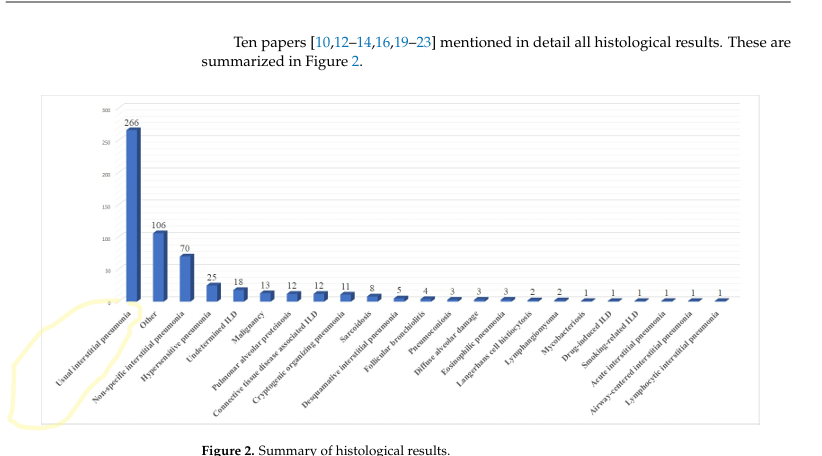 Ten papers [10,12–14,16,19–23] mentioned in detail all histological results. These are
summarized in Figure 2.
300
250
200
150
100
50
0
266
106
70
25
18
13
12
12
11
8
5
4
3
3
3
2
2
1
1
1
1
1
1
Usual interstitial pneumonia
Other
Non-specific interstitial pneumonia
Hypersensitive pneumonia
Undetermined ILD
Malignancy
Pulmonar alveolar proteinosis
Connective tissue disease associated ILD
Cryptogenic organizing pneumonia
Sarcoidosis
Desquamative interstitial pneumonia
Follicular bronchiolitis
Pneumoconiosis
Diffuse alveolar damage
Eosinophilic pneumonia
Langerhans cell histiocytosis
Lymphangiomyoma
Mycobacteriosis
Drug-induced ILD
Smoking-related ILD
Acute interstitial pneumonia
Airway-centered interstitial pneumonia
Lymphocytic interstitial pneumonia
Figure 2. Summary of histological results.